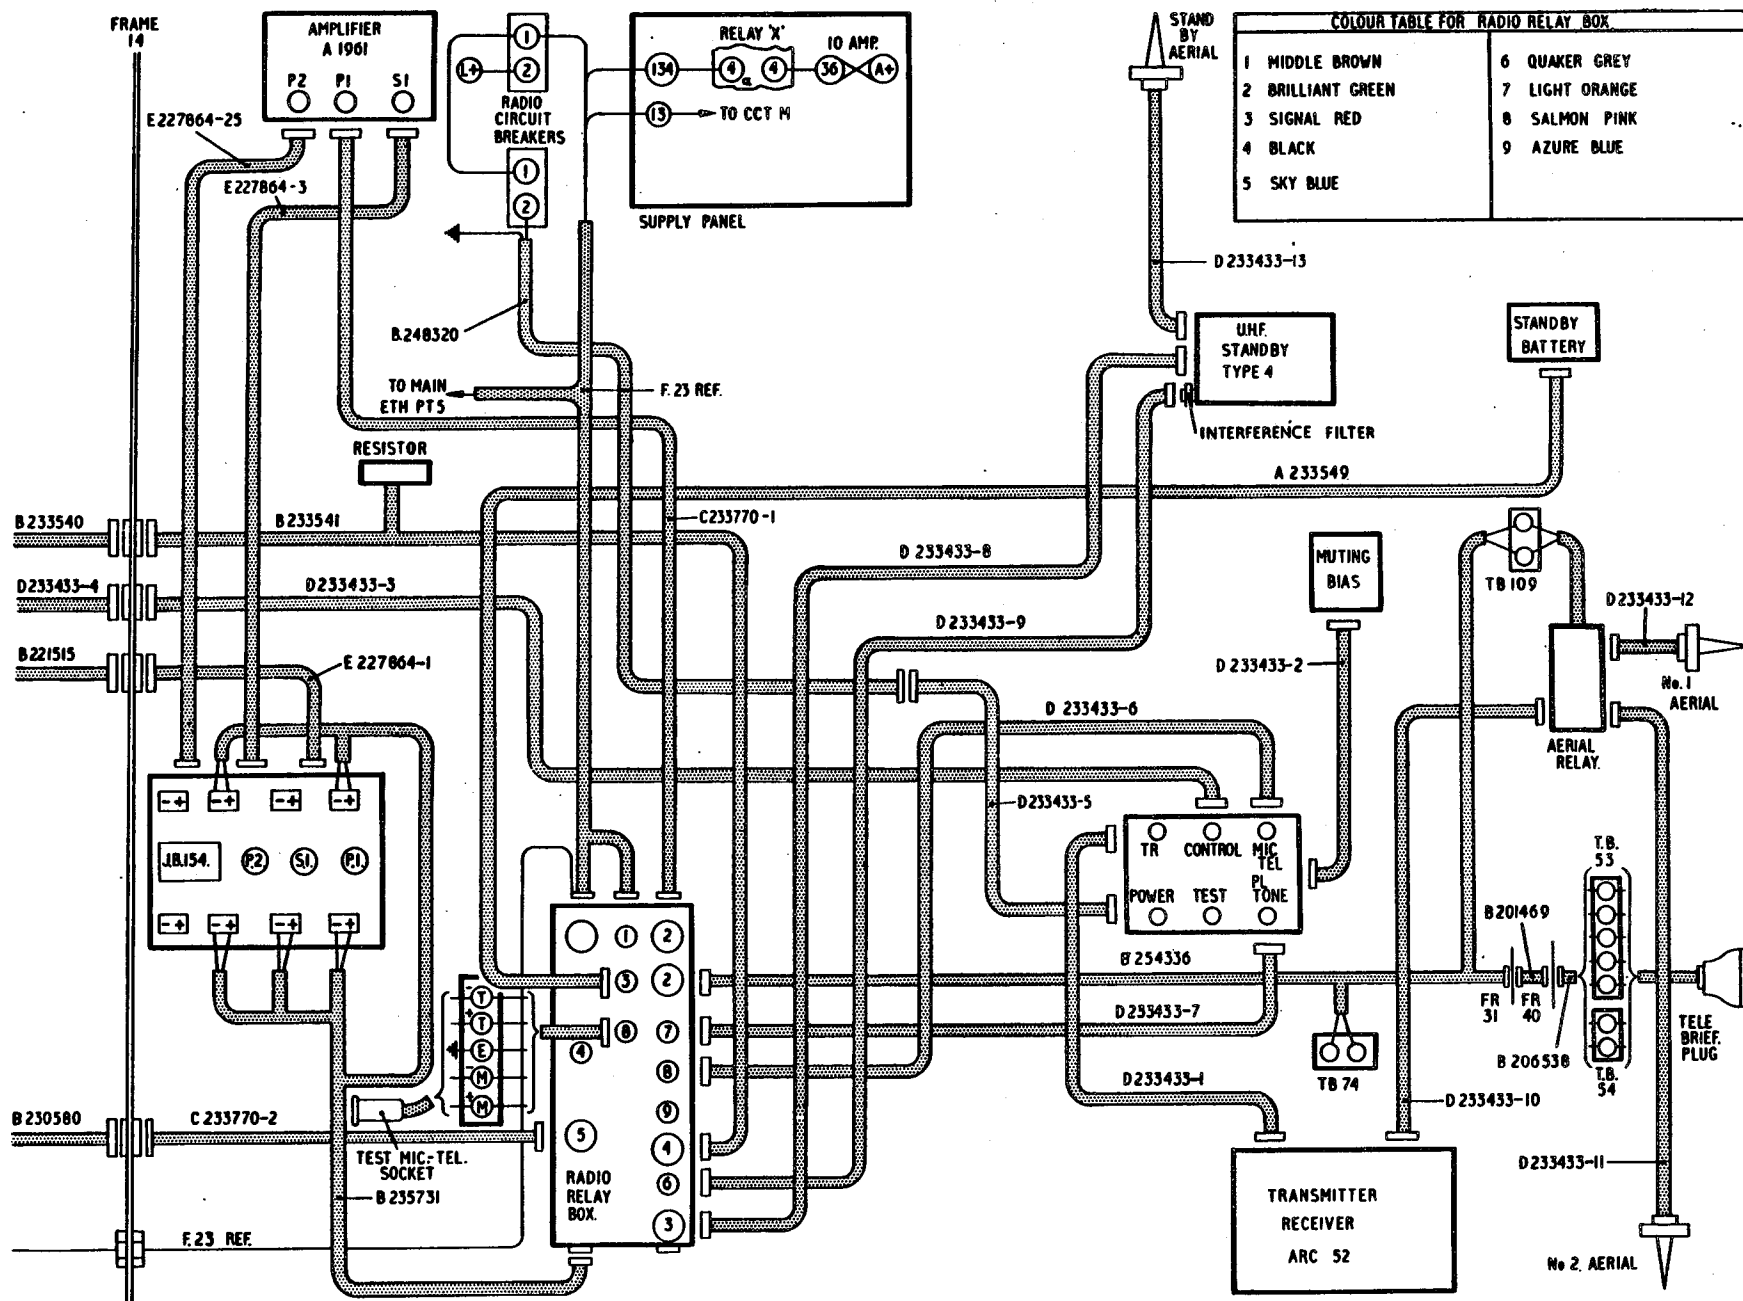 FRAME
14
AMPLIFIER
A 1961
P2 P1 S1
E227864-25
E227864-3
1
2
L+
RADIO
CIRCUIT
BREAKERS
1
2
RELAY 'X'
10 AMP.
134 4 4 36 A+
a
13 TO CCT M
SUPPLY PANEL
STAND
BY
AERIAL
COLOUR TABLE FOR RADIO RELAY BOX
1 MIDDLE BROWN
2 BRILLIANT GREEN
3 SIGNAL RED
4 BLACK
5 SKY BLUE
6 QUAKER GREY
7 LIGHT ORANGE
8 SALMON PINK
9 AZURE BLUE
D 233433-13
B.248320
TO MAIN
ETH PT 5
F.23 REF.
U.H.F.
STANDBY
TYPE 4
STANDBY
BATTERY
INTERFERENCE FILTER
A 233549
RESISTOR
B 233540
B 233541
C233770-1
D 233433-8
MUTING
BIAS
TB 109
D233433-4
D233433-3
D 233433-12
D 233433-9
B 221515
E 227864-1
D 233433-2
No. 1
AERIAL
D 233433-6
AERIAL
RELAY.
D233433-5
- + - + - + - +
J.B.154. P.2 S.1. P.1.
- + - + - + - +
TR CONTROL MIC
TEL
POWER TEST PL
TONE
T.B.
53
B 201469
B 254336
1 2
3 2
8 7
4
8
9
5 4
6
3
RADIO
RELAY
BOX.
- T
+ T
E
- M
+ M
D233433-7
FR
31
FR
40
TELE
BRIEF.
PLUG
B 206538
T.B.
54
TB 74
D233433-1
D 233433-10
B 230580
C 233770-2
TEST MIC.-TEL.
SOCKET
B 235731
D233433-11
F.23 REF.
TRANSMITTER
RECEIVER
ARC 52
No 2. AERIAL